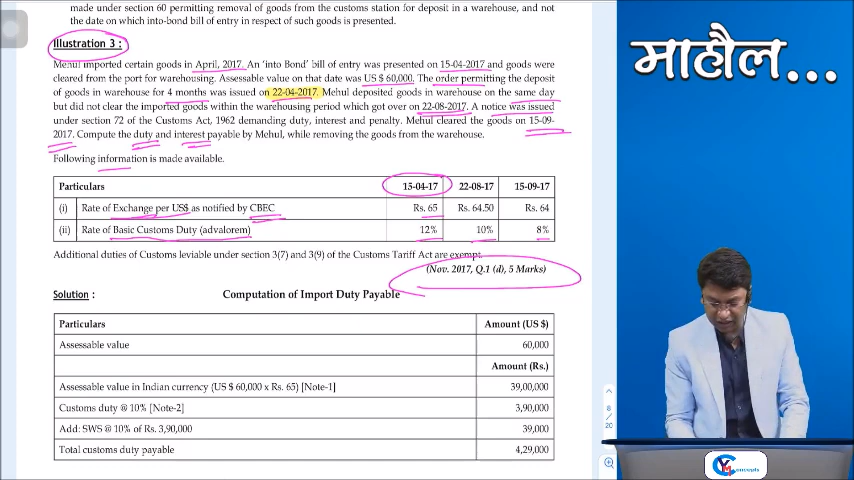 made under section 60 permitting removal of goods from the customs station for deposit in a warehouse, and not
the date on which into-bond bill of entry in respect of such goods is presented.
Illustration 3 :
Mehul imported certain goods in April, 2017. An 'into Bond' bill of entry was presented on 15-04-2017 and goods were
cleared from the port for warehousing. Assessable value on that date was US $ 60,000. The order permitting the deposit
of goods in warehouse for 4 months was issued on 22-04-2017. Mehul deposited goods in warehouse on the same day
but did not clear the imported goods within the warehousing period which got over on 22-08-2017. A notice was issued
under section 72 of the Customs Act, 1962 demanding duty, interest and penalty. Mehul cleared the goods on 15-09-
2017. Compute the duty and interest payable by Mehul, while removing the goods from the warehouse.
Following information is made available.
Particulars 15-04-17 22-08-17 15-09-17
(i) Rate of Exchange per US$ as notified by CBEC Rs. 65 Rs. 64.50 Rs. 64
(ii) Rate of Basic Customs Duty (advalorem) 12% 10% 8%
Additional duties of Customs leviable under section 3(7) and 3(9) of the Customs Tariff Act are exempt.
(Nov. 2017, Q.1 (d), 5 Marks)
Solution : Computation of Import Duty Payable
Particulars Amount (US $)
Assessable value 60,000
Amount (Rs.)
Assessable value in Indian currency (US $ 60,000 x Rs. 65) [Note-1] 39,00,000
Customs duty @ 10% [Note-2] 3,90,000
Add: SWS @ 10% of Rs. 3,90,000 39,000
Total customs duty payable 4,29,000
माहौल...
8
/
20
YM
Concepts